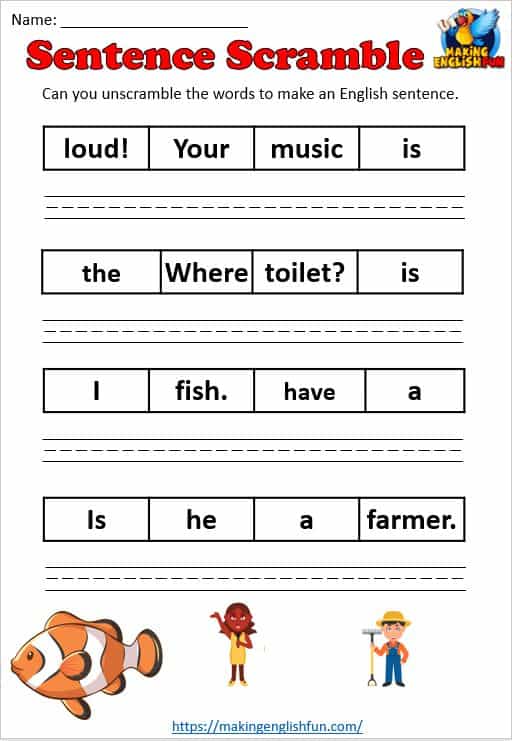 Name: ____________________
MAKING
ENGLISH FUN
Sentence Scramble
Can you unscramble the words to make an English sentence.
loud! Your music is
the Where toilet? is
I fish. have a
Is he a farmer.
https://makingenglishfun.com/